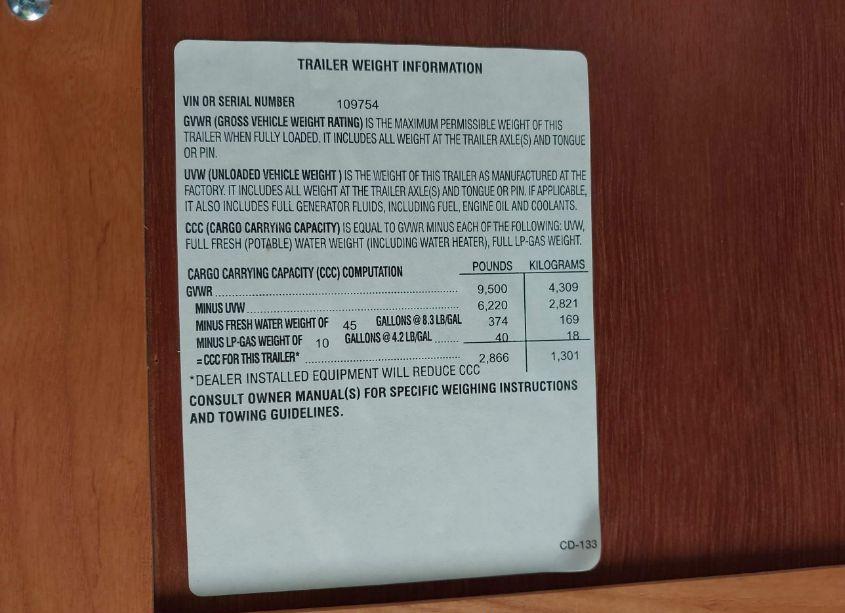 TRAILER WEIGHT INFORMATION
VIN OR SERIAL NUMBER 109754
GVWR (GROSS VEHICLE WEIGHT RATING) IS THE MAXIMUM PERMISSIBLE WEIGHT OF THIS
TRAILER WHEN FULLY LOADED. IT INCLUDES ALL WEIGHT AT THE TRAILER AXLE(S) AND TONGUE
OR PIN.
UVW (UNLOADED VEHICLE WEIGHT ) IS THE WEIGHT OF THIS TRAILER AS MANUFACTURED AT THE
FACTORY. IT INCLUDES ALL WEIGHT AT THE TRAILER AXLE(S) AND TONGUE OR PIN. IF APPLICABLE,
IT ALSO INCLUDES FULL GENERATOR FLUIDS, INCLUDING FUEL, ENGINE OIL AND COOLANTS.
CCC (CARGO CARRYING CAPACITY) IS EQUAL TO GVWR MINUS EACH OF THE FOLLOWING: UVW,
FULL FRESH (POTABLE) WATER WEIGHT (INCLUDING WATER HEATER), FULL LP-GAS WEIGHT.
CARGO CARRYING CAPACITY (CCC) COMPUTATION POUNDS KILOGRAMS
GVWR 9,500 4,309
MINUS UVW 6,220 2,821
MINUS FRESH WATER WEIGHT OF 45 GALLONS @ 8.3 LB/GAL 374 169
MINUS LP-GAS WEIGHT OF 10 GALLONS @ 4.2 LB/GAL 40 18
= CCC FOR THIS TRAILER* 2,866 1,301
*DEALER INSTALLED EQUIPMENT WILL REDUCE CCC
CONSULT OWNER MANUAL(S) FOR SPECIFIC WEIGHING INSTRUCTIONS
AND TOWING GUIDELINES.
CD-133